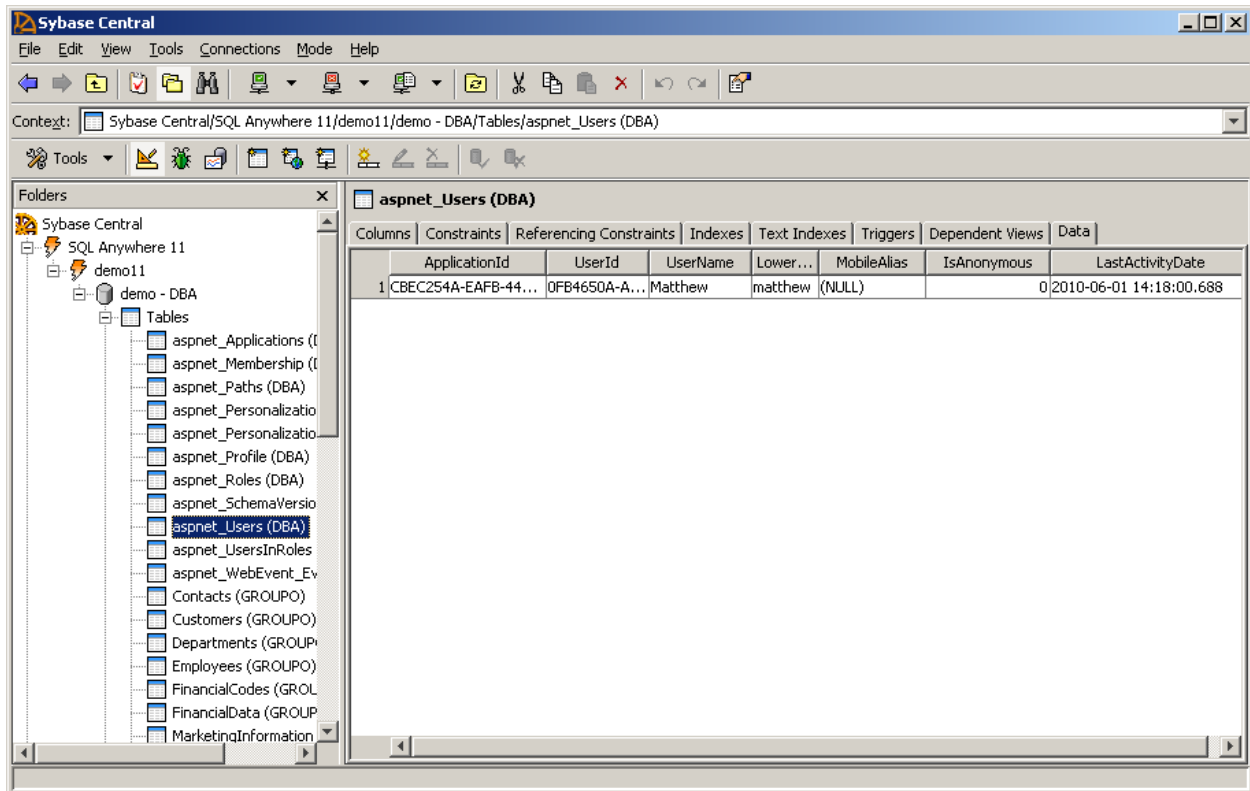 Sybase Central
File Edit View Tools Connections Mode Help
Context: Sybase Central/SQL Anywhere 11/demo11/demo - DBA/Tables/aspnet_Users (DBA)
Tools
Folders x
Sybase Central
SQL Anywhere 11
demo11
demo - DBA
Tables
aspnet_Applications (
aspnet_Membership (
aspnet_Paths (DBA)
aspnet_Personalizatio
aspnet_Personalizatio
aspnet_Profile (DBA)
aspnet_Roles (DBA)
aspnet_SchemaVersio
aspnet_Users (DBA)
aspnet_UsersInRoles
aspnet_WebEvent_Ev
Contacts (GROUPO)
Customers (GROUPO)
Departments (GROUP
Employees (GROUPO)
FinancialCodes (GROU
FinancialData (GROUP
MarketingInformation
aspnet_Users (DBA)
Columns Constraints Referencing Constraints Indexes Text Indexes Triggers Dependent Views Data
ApplicationId UserId UserName Lower... MobileAlias IsAnonymous LastActivityDate
1 CBEC254A-EAFB-44... 0FB4650A-A... Matthew matthew (NULL) 0 2010-06-01 14:18:00.688